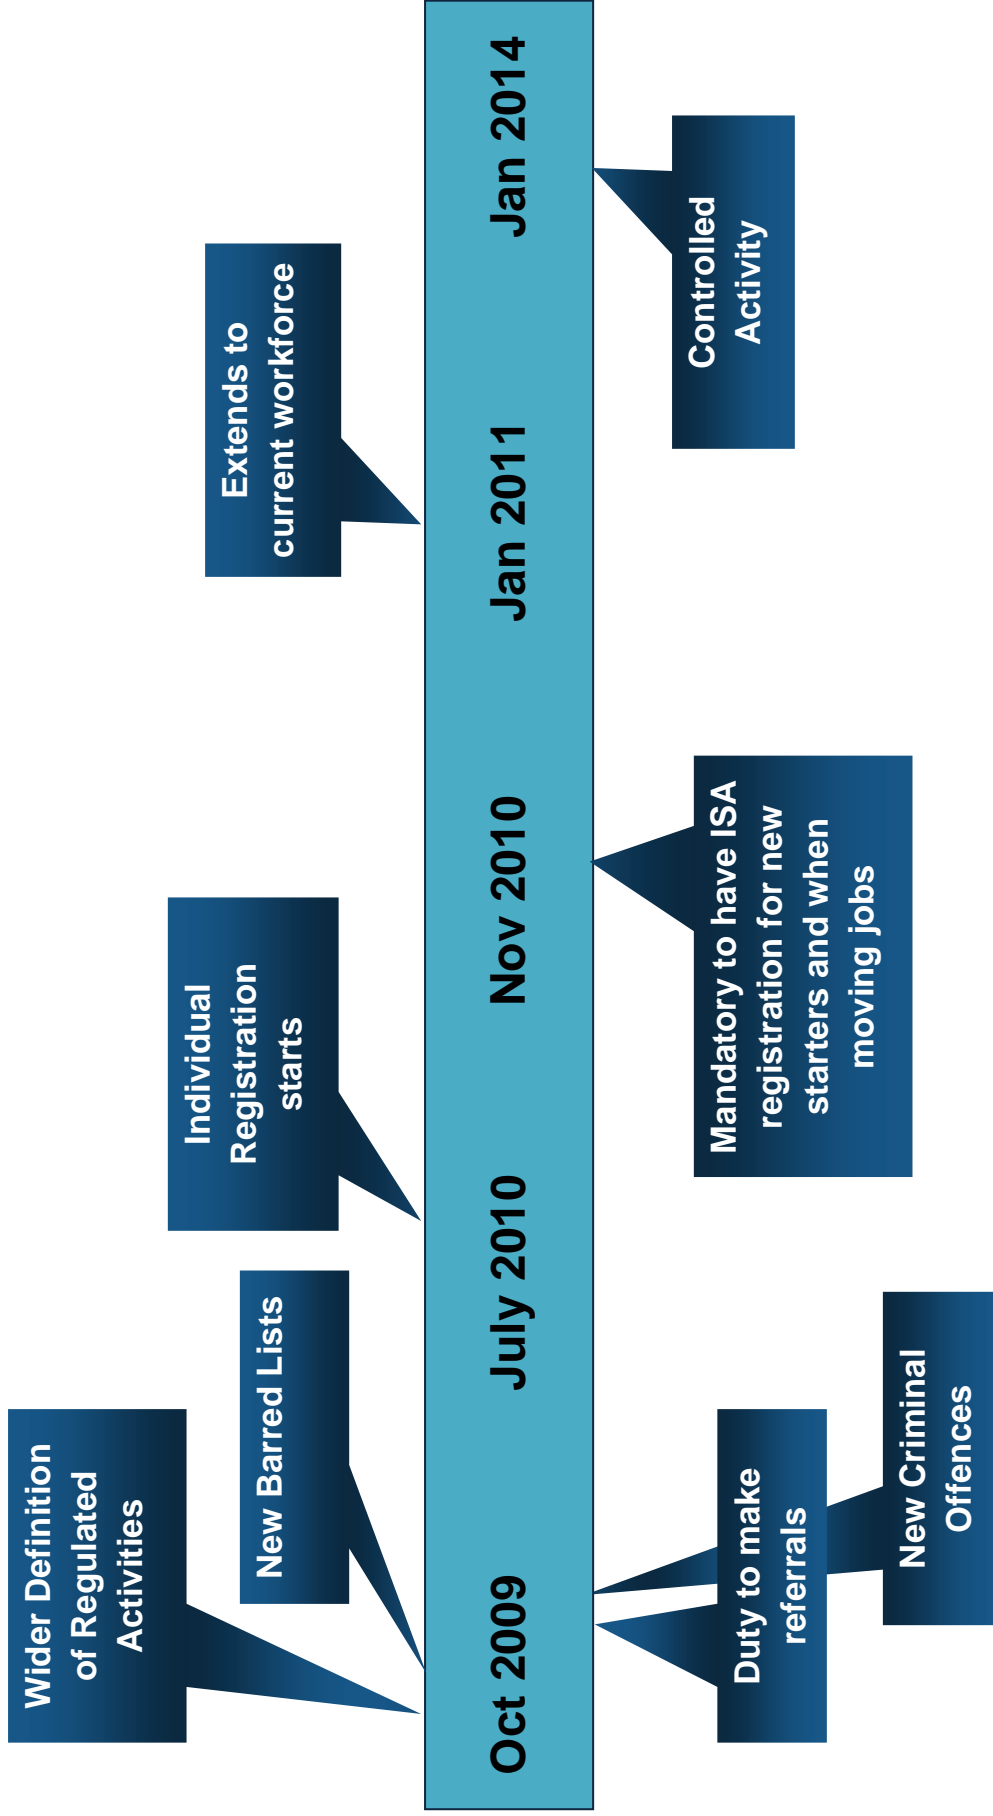 Wider Definition
of Regulated
Activities
New Barred Lists
Individual
Registration
starts
Extends to
current workforce
Oct 2009
July 2010
Nov 2010
Jan 2011
Jan 2014
Duty to make
referrals
New Criminal
Offences
Mandatory to have ISA
registration for new
starters and when
moving jobs
Controlled
Activity